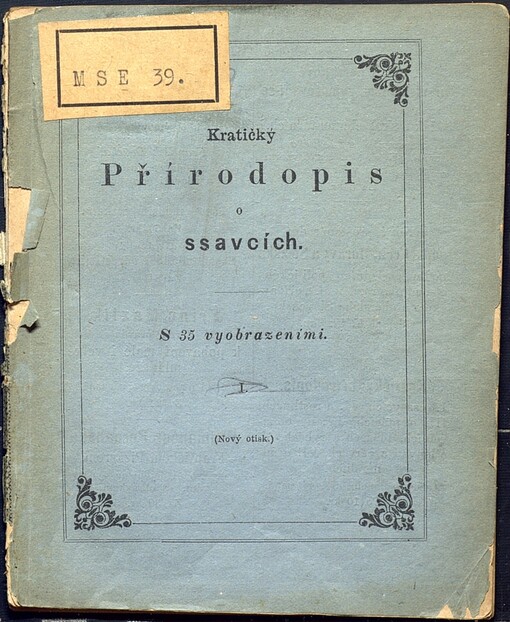 MSE 39.
Kratičký
Přírodopis
o
ssavcích.
S 35 vyobrazeními.
I.
(Nový otisk.)